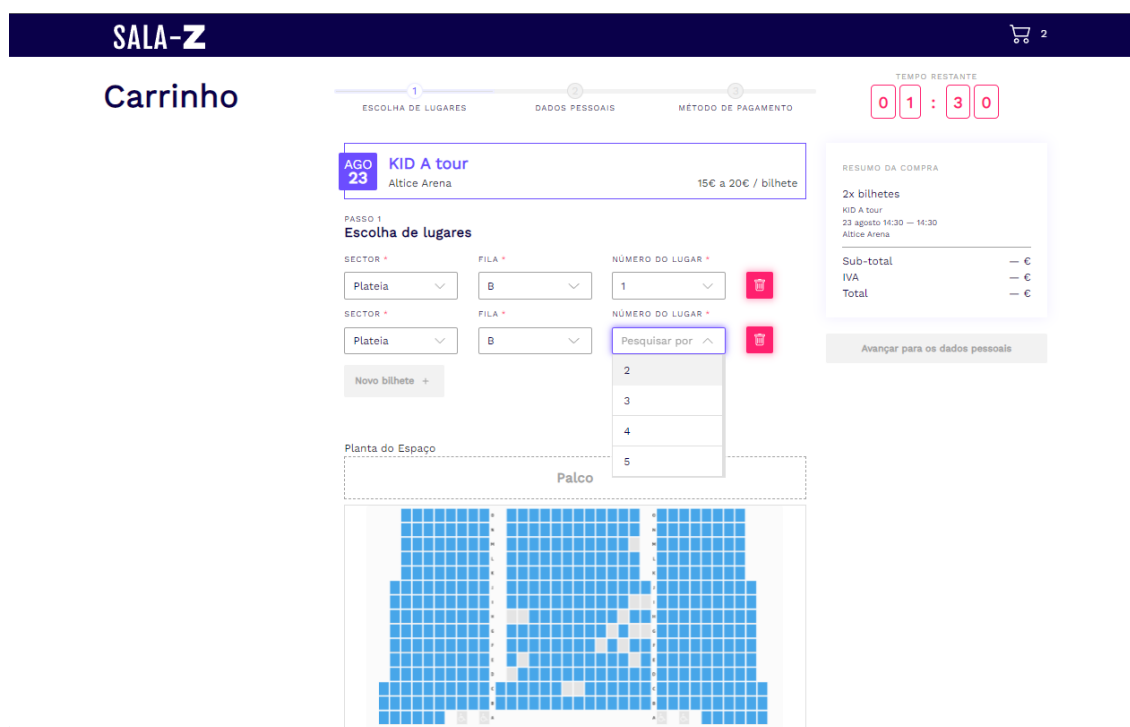 SALA-Z
2
Carrinho
1
2
3
ESCOLHA DE LUGARES
DADOS PESSOAIS
MÉTODO DE PAGAMENTO
TEMPO RESTANTE
0 1 : 3 0
AGO
23
KID A tour
Altice Arena
15€ a 20€ / bilhete
PASSO 1
Escolha de lugares
SECTOR *
FILA *
NÚMERO DO LUGAR *
Plateia
B
1
SECTOR *
FILA *
NÚMERO DO LUGAR *
Plateia
B
Pesquisar por
2
3
4
5
Novo bilhete +
Planta do Espaço
Palco
RESUMO DA COMPRA
2x bilhetes
KID A tour
23 agosto 14:30 — 14:30
Altice Arena
Sub-total — €
IVA — €
Total — €
Avançar para os dados pessoais